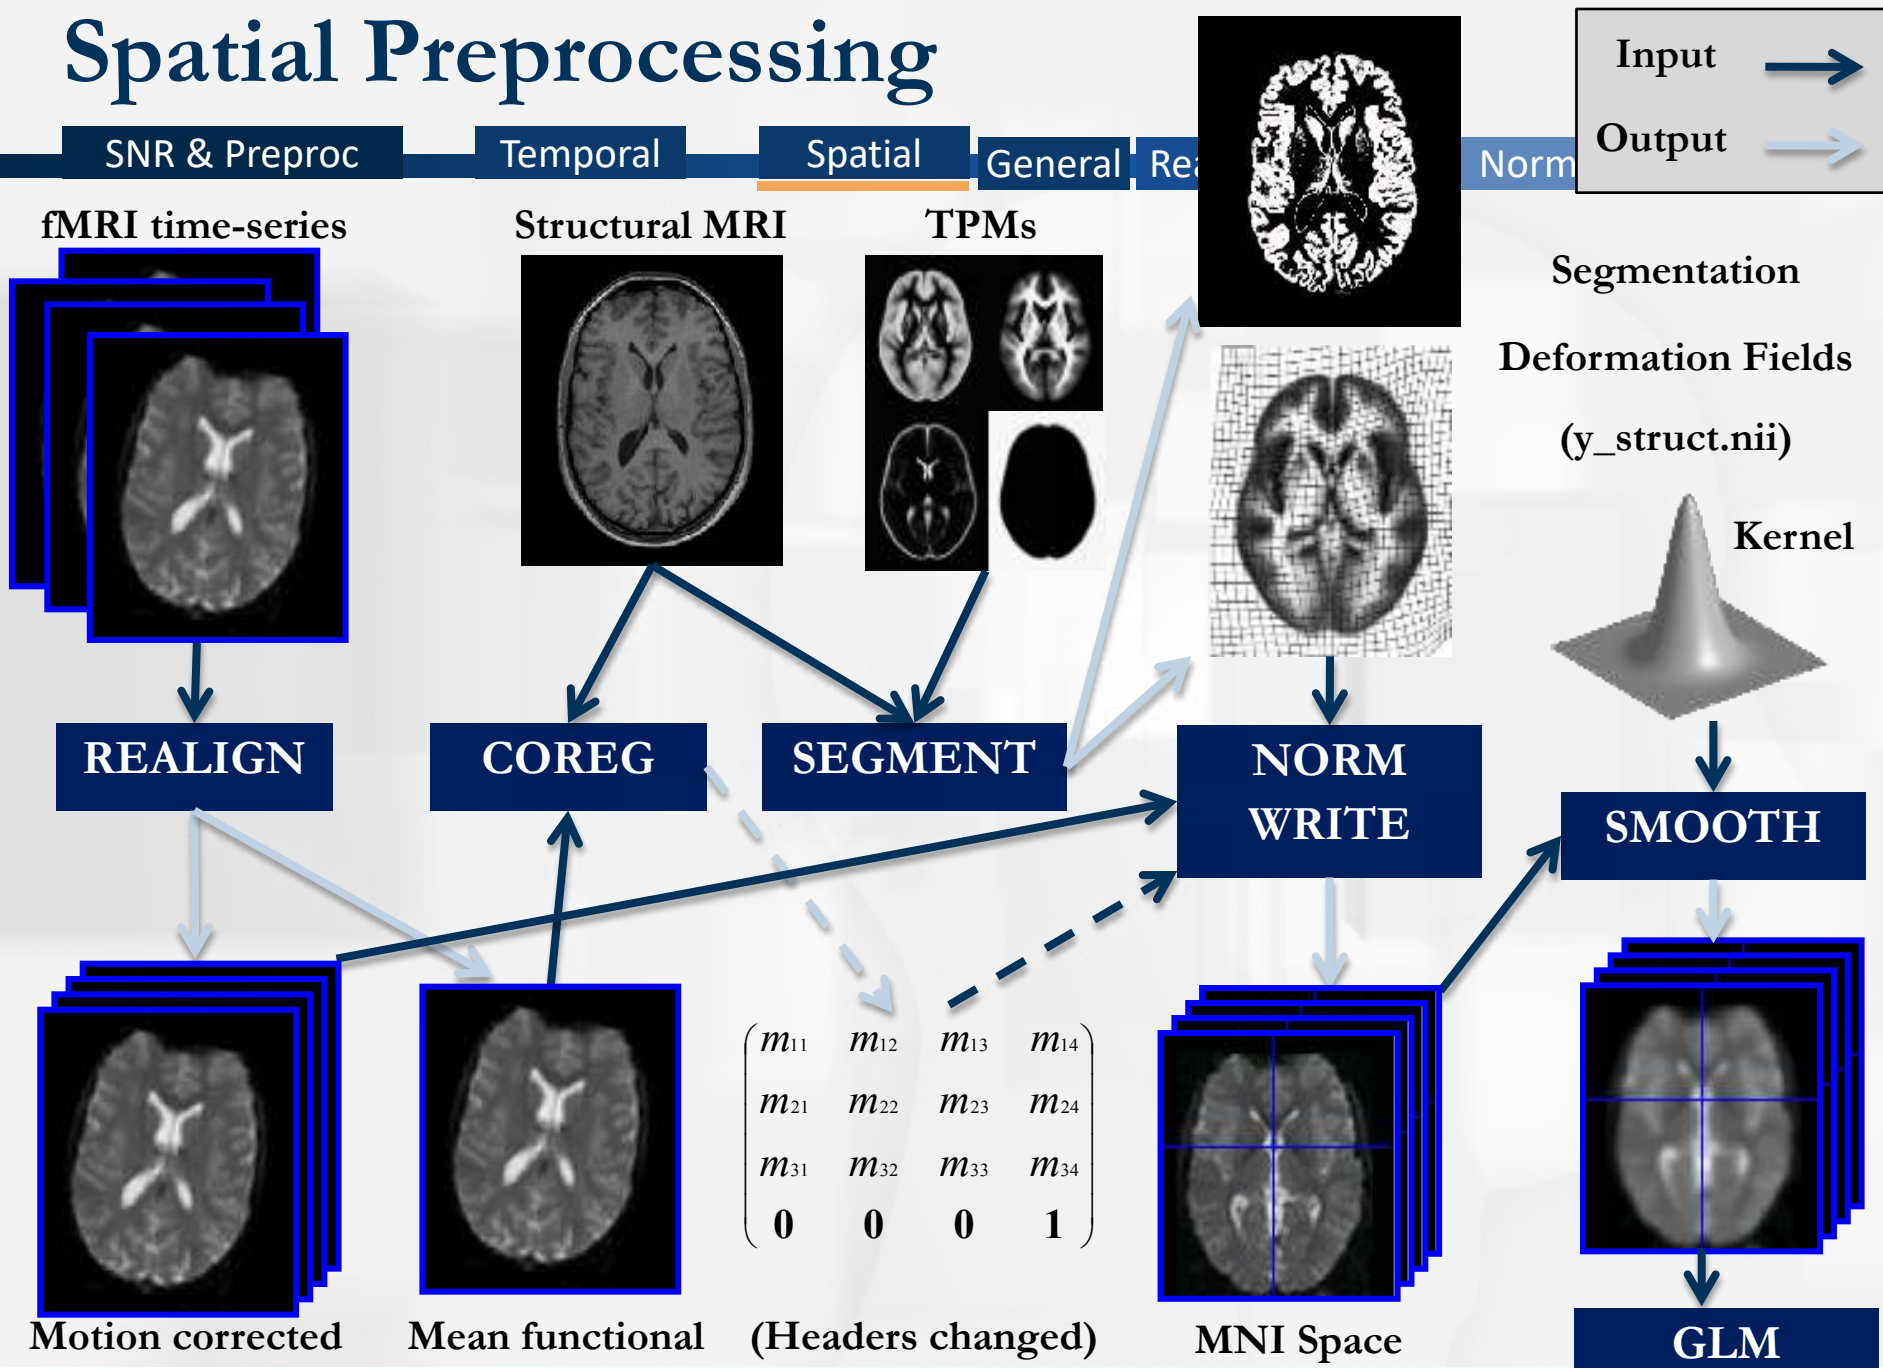 Spatial Preprocessing
Input
Output
SNR & Preproc
Temporal
Spatial
General
Norm
fMRI time-series
Structural MRI
TPMs
Segmentation
Deformation Fields
(y_struct.nii)
Kernel
REALIGN
COREG
SEGMENT
NORM
WRITE
SMOOTH
m11 m12 m13 m14
m21 m22 m23 m24
m31 m32 m33 m34
0 0 0 1
Motion corrected
Mean functional
(Headers changed)
MNI Space
GLM